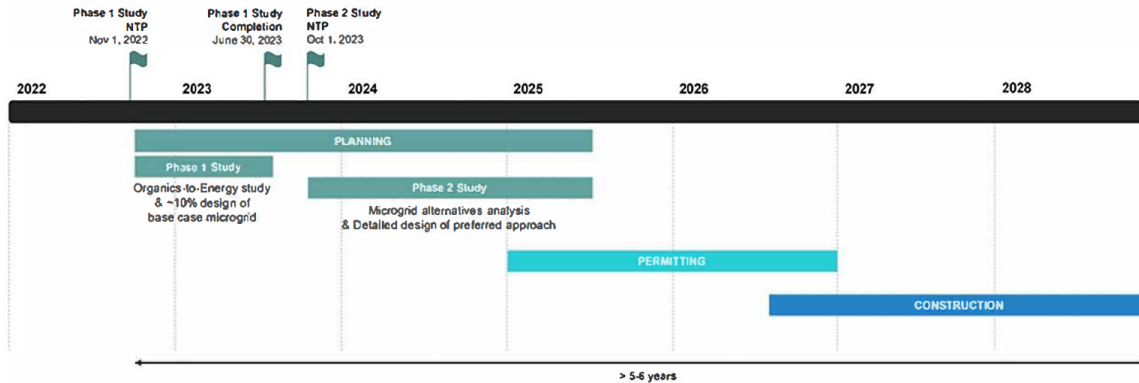 Phase 1 Study
NTP
Nov 1, 2022
Phase 1 Study
Completion
June 30, 2023
Phase 2 Study
NTP
Oct 1, 2023
2022
2023
2024
2025
2026
2027
2028
PLANNING
Phase 1 Study
Organics-to-Energy study
& ~10% design of
base case microgrid
Phase 2 Study
Microgrid alternatives analysis
& Detailed design of preferred approach
PERMITTING
CONSTRUCTION
> 5-6 years